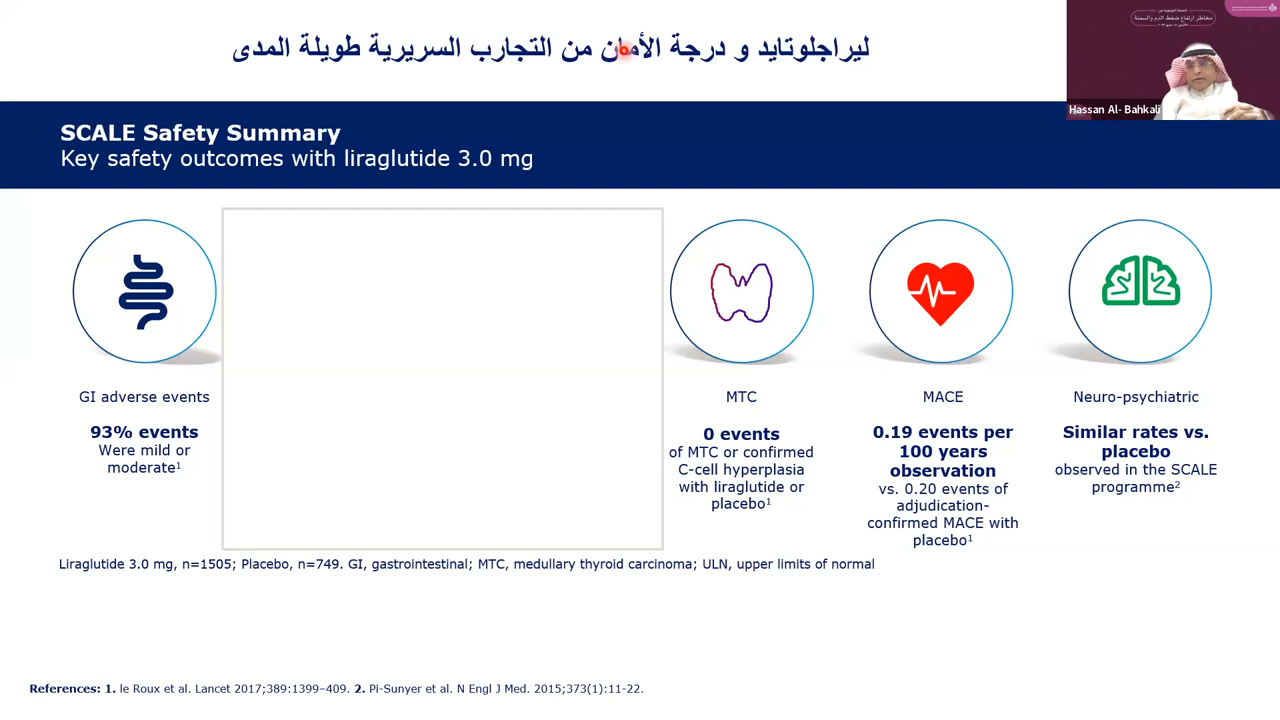 ليراجلوتايد و درجة الأمان من التجارب السريرية طويلة المدى
مخاطر ارتفاع ضغط الدم والسمنة
Hassan Al- Bahkali
SCALE Safety Summary
Key safety outcomes with liraglutide 3.0 mg
GI adverse events
93% events
Were mild or
moderate¹
MTC
0 events
of MTC or confirmed
C-cell hyperplasia
with liraglutide or
placebo¹
MACE
0.19 events per
100 years
observation
vs. 0.20 events of
adjudication-
confirmed MACE with
placebo¹
Neuro-psychiatric
Similar rates vs.
placebo
observed in the SCALE
programme²
Liraglutide 3.0 mg, n=1505; Placebo, n=749. GI, gastrointestinal; MTC, medullary thyroid carcinoma; ULN, upper limits of normal
References: 1. le Roux et al. Lancet 2017;389:1399–409. 2. Pi-Sunyer et al. N Engl J Med. 2015;373(1):11-22.